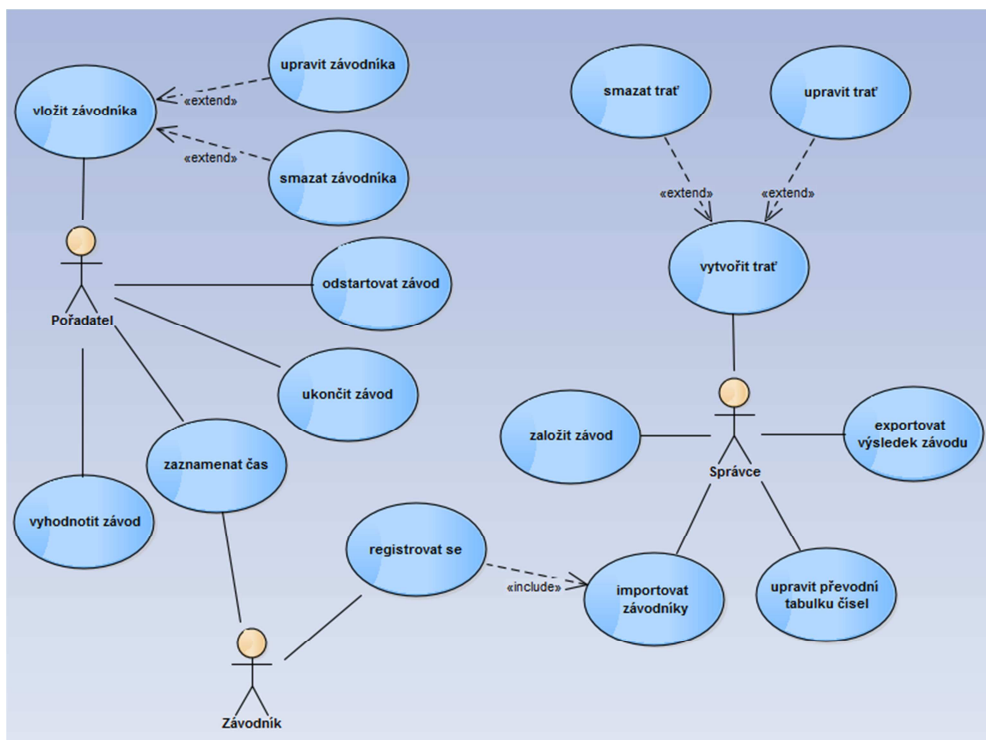 upravit závodníka
smazat trať
upravit trať
vložit závodníka
«extend»
«extend»
smazat závodníka
«extend»
«extend»
vytvořit trať
odstartovat závod
Pořadatel
ukončit závod
založit závod
exportovat
výsledek závodu
zaznamenat čas
Správce
vyhodnotit závod
registrovat se
«include»
importovat
závodníky
upravit převodní
tabulku čísel
Závodník